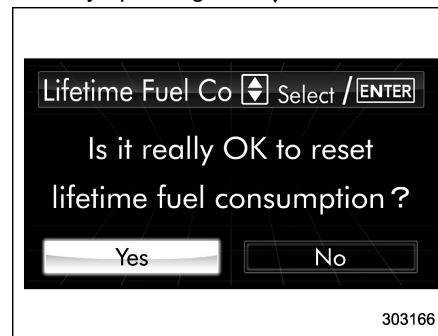 Lifetime Fuel Co Select / ENTER
Is it really OK to reset
lifetime fuel consumption ?
Yes No
303166